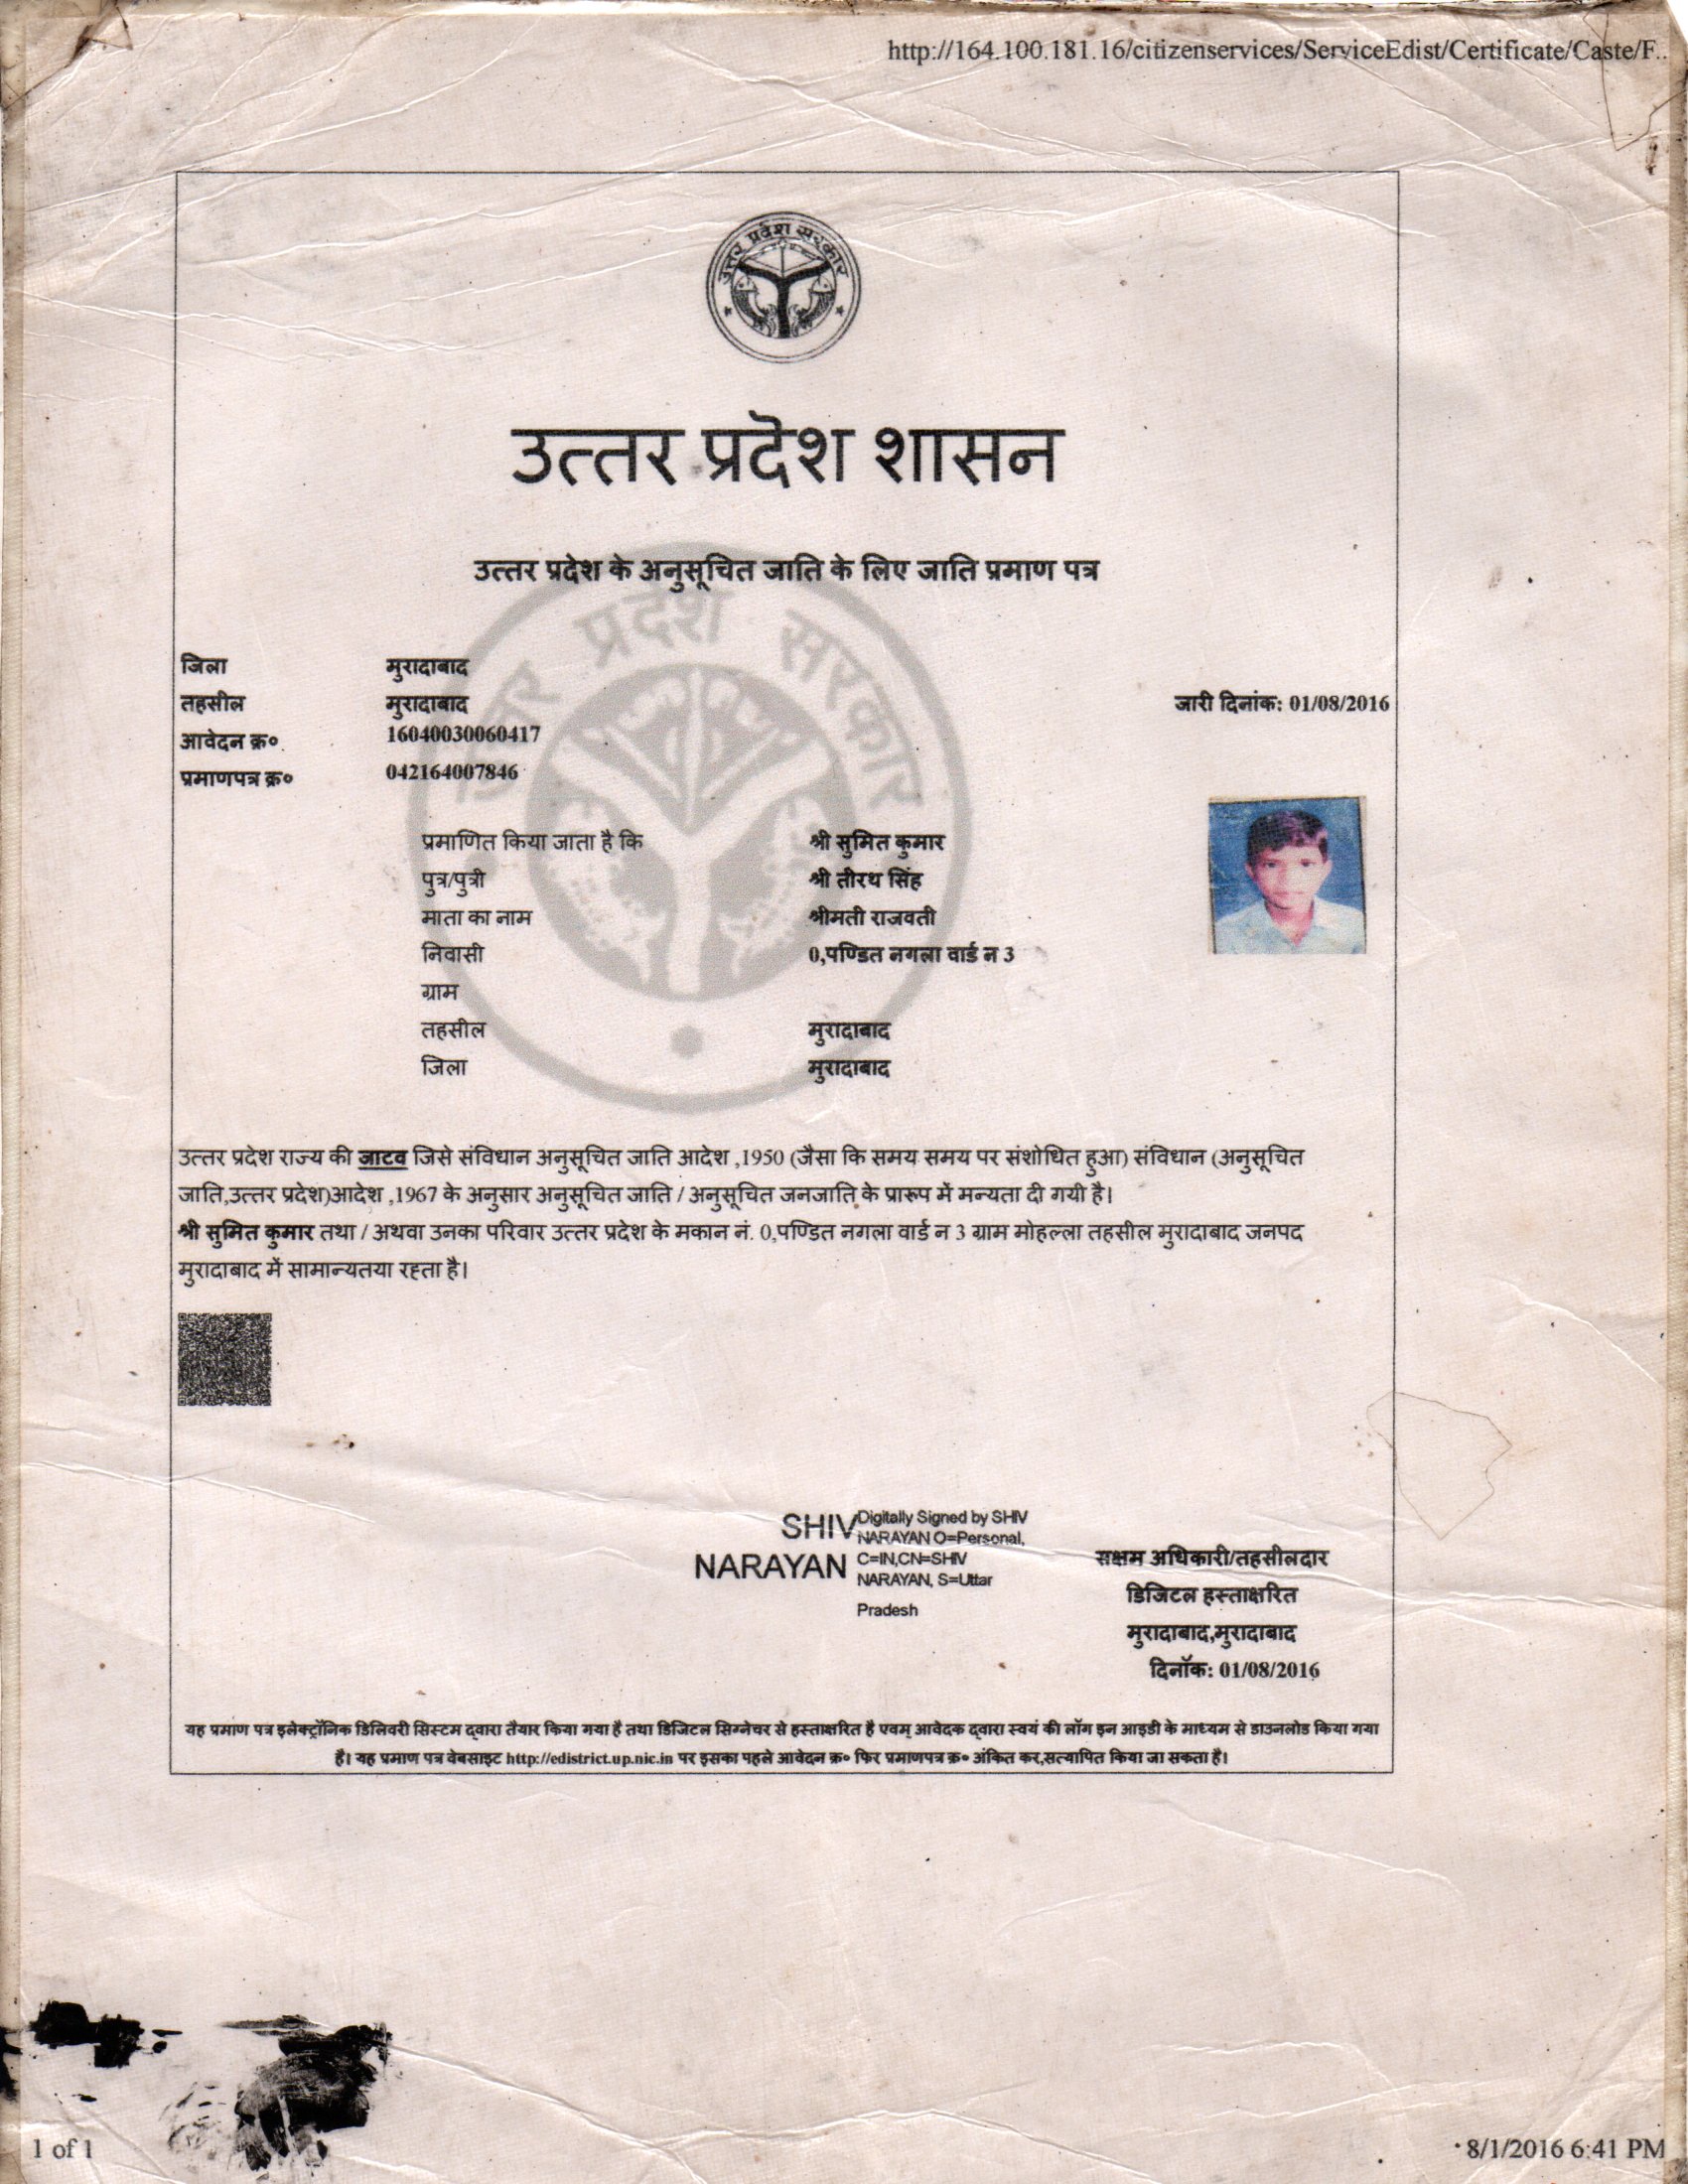 http://164.100.181.16/citizenservices/ServiceEdist/Certificate/Caste/F..
उत्तर प्रदेश सरकार
उत्तर प्रदेश शासन
उत्तर प्रदेश के अनुसूचित जाति के लिए जाति प्रमाण पत्र
उत्तर प्रदेश सरकार
जिला मुरादाबाद
तहसील मुरादाबाद जारी दिनांक: 01/08/2016
आवेदन क्र० 16040030060417
प्रमाणपत्र क्र० 042164007846
प्रमाणित किया जाता है कि श्री सुमित कुमार
पुत्र/पुत्री श्री तीरथ सिंह
माता का नाम श्रीमती राजवती
निवासी 0,पण्डित नगला वार्ड न 3
ग्राम
तहसील मुरादाबाद
जिला मुरादाबाद
उत्तर प्रदेश राज्य की जाटव जिसे संविधान अनुसूचित जाति आदेश ,1950 (जैसा कि समय समय पर संशोधित हुआ) संविधान (अनुसूचित
जाति,उत्तर प्रदेश)आदेश ,1967 के अनुसार अनुसूचित जाति / अनुसूचित जनजाति के प्रारूप में मन्यता दी गयी है।
श्री सुमित कुमार तथा / अथवा उनका परिवार उत्तर प्रदेश के मकान नं. 0,पण्डित नगला वार्ड न 3 ग्राम मोहल्ला तहसील मुरादाबाद जनपद
मुरादाबाद में सामान्यतया रहता है।
SHIV NARAYAN
Digitally Signed by SHIV
NARAYAN O=Personal,
C=IN,CN=SHIV
NARAYAN, S=Uttar
Pradesh
सक्षम अधिकारी/तहसीलदार
डिजिटल हस्ताक्षरित
मुरादाबाद,मुरादाबाद
दिनॉक: 01/08/2016
यह प्रमाण पत्र इलेक्ट्रॉनिक डिलिवरी सिस्टम द्वारा तैयार किया गया है तथा डिजिटल सिग्नेचर से हस्ताक्षरित है एवम् आवेदक द्वारा स्वयं की लॉग इन आइडी के माध्यम से डाउनलोड किया गया
है। यह प्रमाण पत्र वेबसाइट http://edistrict.up.nic.in पर इसका पहले आवेदन क्र० फिर प्रमाणपत्र क्र० अंकित कर,सत्यापित किया जा सकता है।
1 of 1 8/1/2016 6:41 PM